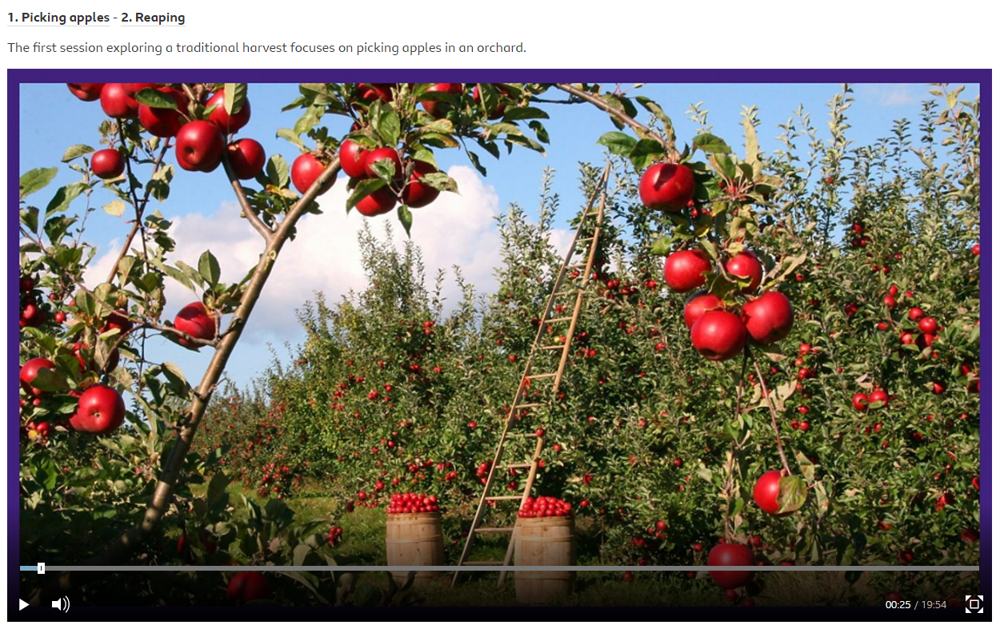 1. Picking apples - 2. Reaping
The first session exploring a traditional harvest focuses on picking apples in an orchard.
00:25 / 19:54